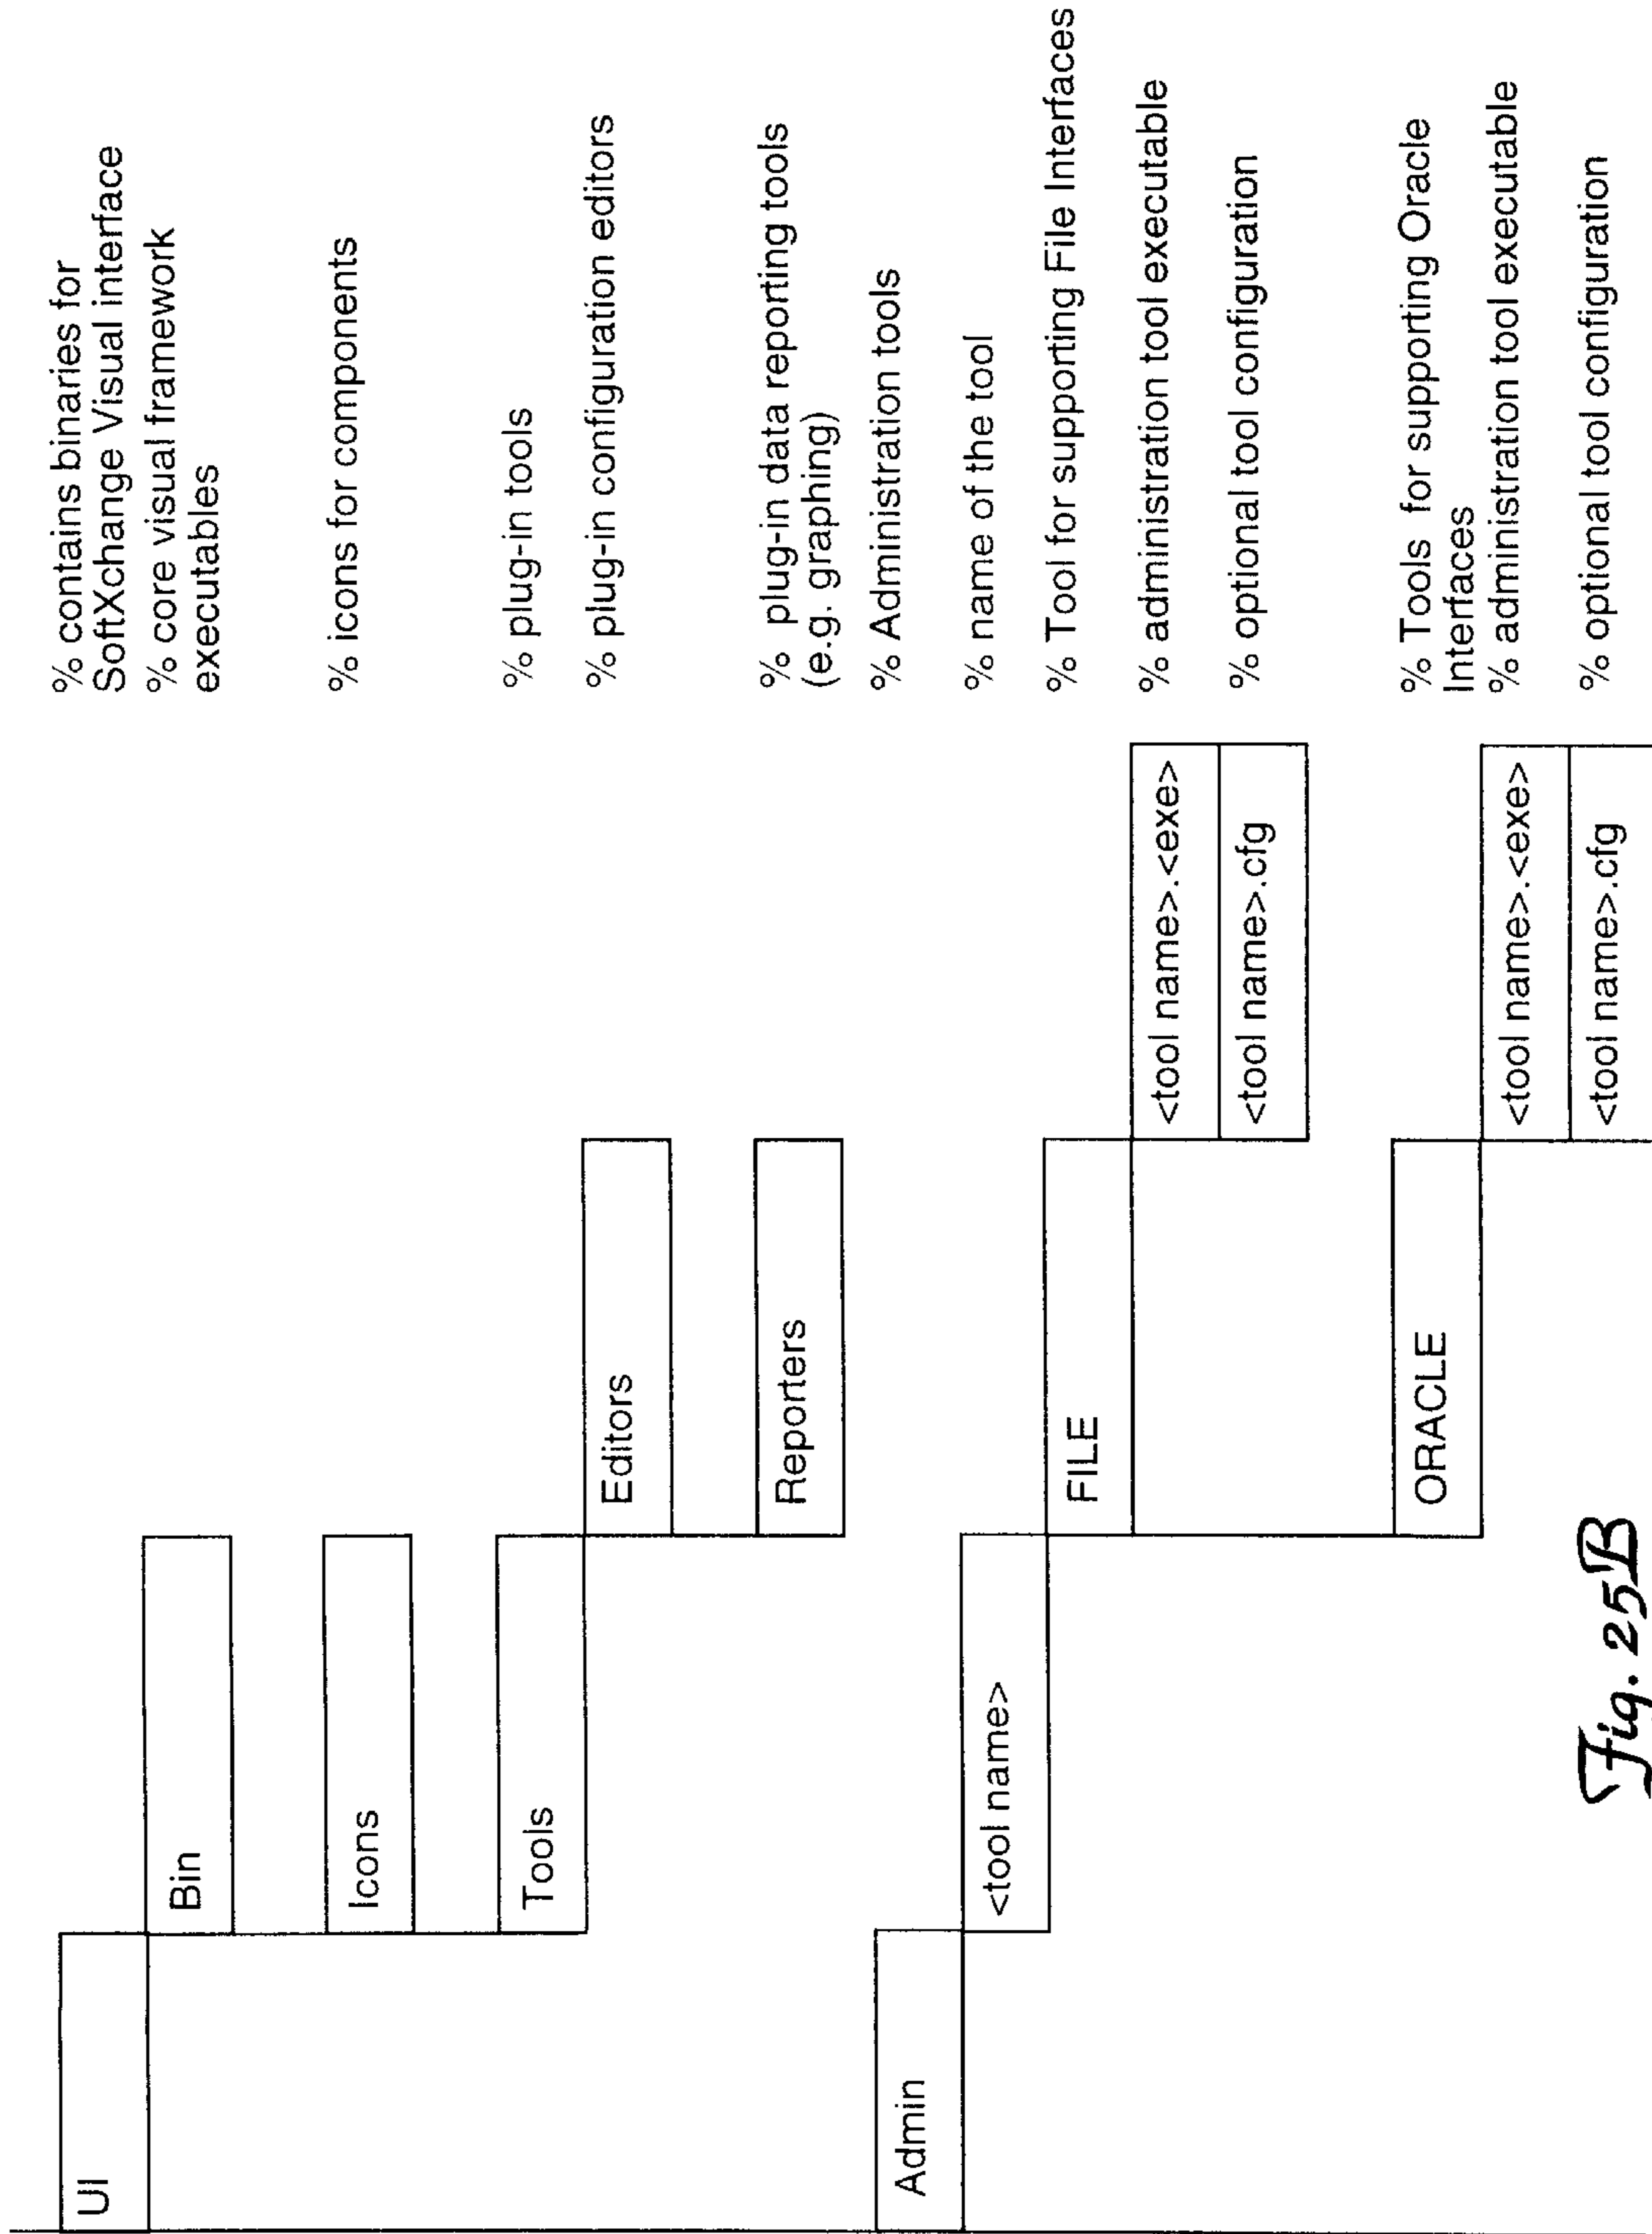 UI
% contains binaries for
SoftXchange Visual interface
Bin
% core visual framework
executables
Icons
% icons for components
Tools
% plug-in tools
Editors
% plug-in configuration editors
Reporters
% plug-in data reporting tools
(e.g. graphing)
Admin
% Administration tools
<tool name>
% name of the tool
FILE
% Tool for supporting File Interfaces
<tool name>.<exe>
% administration tool executable
<tool name>.cfg
% optional tool configuration
ORACLE
% Tools for supporting Oracle
Interfaces
<tool name>.<exe>
% administration tool executable
<tool name>.cfg
% optional tool configuration
Fig. 25B